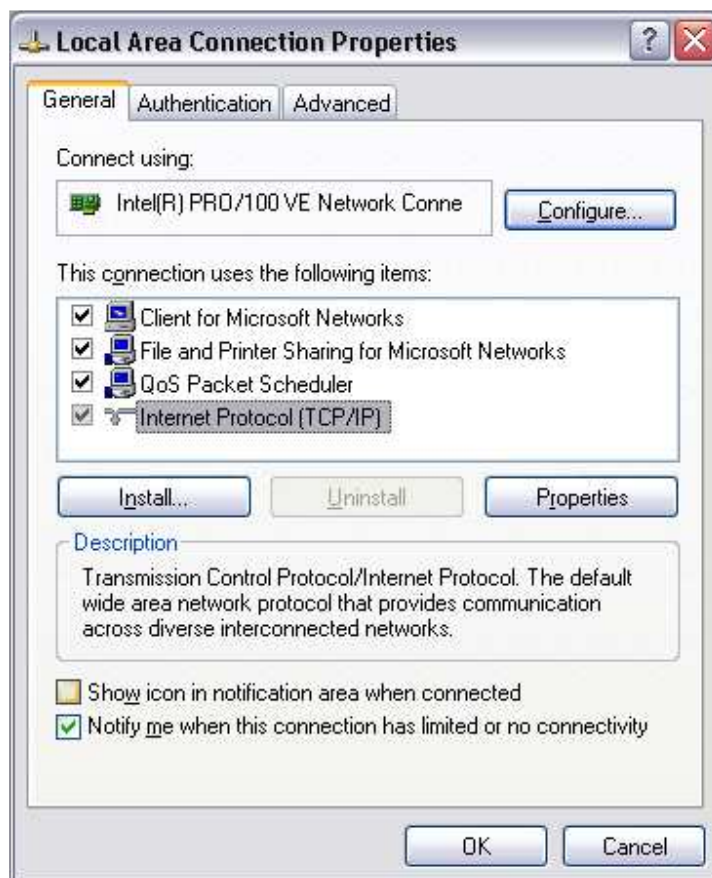 Local Area Connection Properties
General Authentication Advanced
Connect using:
Intel(R) PRO/100 VE Network Conne
Configure...
This connection uses the following items:
Client for Microsoft Networks
File and Printer Sharing for Microsoft Networks
QoS Packet Scheduler
Internet Protocol (TCP/IP)
Install... Uninstall Properties
Description
Transmission Control Protocol/Internet Protocol. The default
wide area network protocol that provides communication
across diverse interconnected networks.
Show icon in notification area when connected
Notify me when this connection has limited or no connectivity
OK Cancel